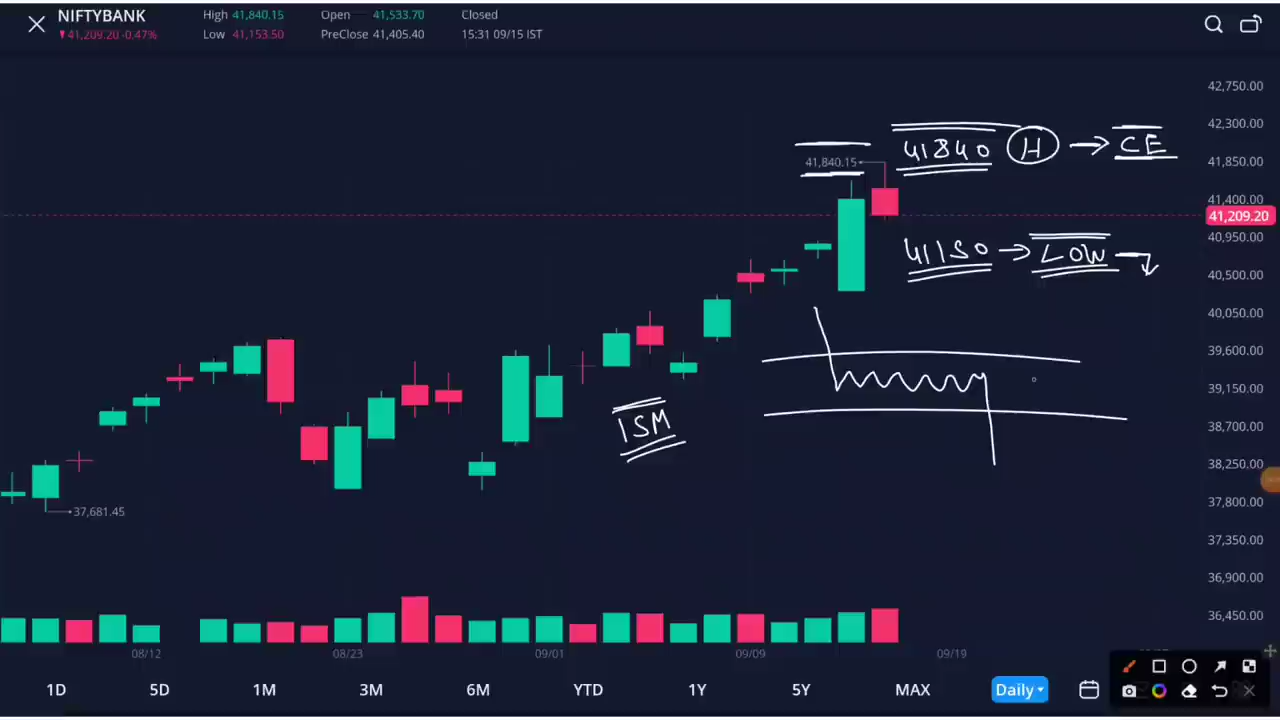 NIFTYBANK
▼41,209.20 -0.47%
High 41,840.15
Low 41,153.50
Open 41,533.70
PreClose 41,405.40
Closed
15:31 09/15 IST
42,750.00
42,300.00
41,850.00
41,400.00
41,209.20
40,950.00
40,500.00
40,050.00
39,600.00
39,150.00
38,700.00
38,250.00
37,800.00
37,350.00
36,900.00
36,450.00
41,840.15
41840 H → CE
41150 → LOW
15M
37,681.45
08/12 08/23 09/01 09/09 09/19
1D 5D 1M 3M 6M YTD 1Y 5Y MAX Daily